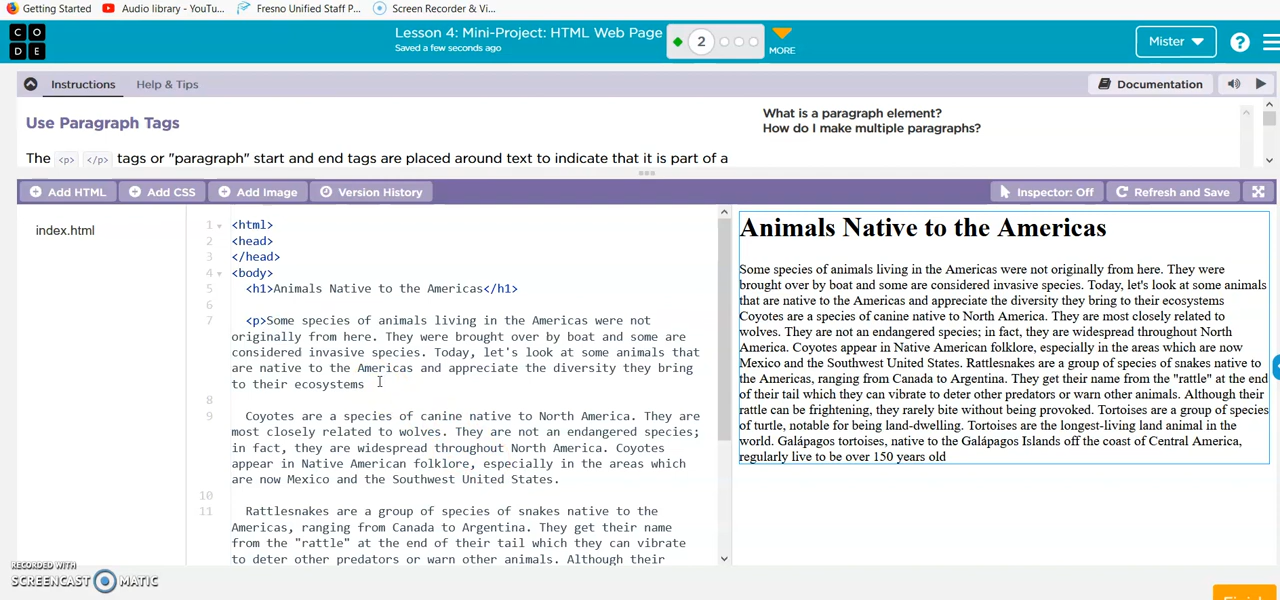 Getting Started Audio library - YouTu... Fresno Unified Staff P... Screen Recorder & Vi...
CODE
Lesson 4: Mini-Project: HTML Web Page
Saved a few seconds ago
2
MORE
Mister
?
Instructions Help & Tips Documentation
Use Paragraph Tags
The <p> </p> tags or "paragraph" start and end tags are placed around text to indicate that it is part of a
What is a paragraph element?
How do I make multiple paragraphs?
Add HTML Add CSS Add Image Version History Inspector: Off Refresh and Save
index.html
1 <html>
2 <head>
3 </head>
4 <body>
5 <h1>Animals Native to the Americas</h1>
6
7 <p>Some species of animals living in the Americas were not
originally from here. They were brought over by boat and some are
considered invasive species. Today, let's look at some animals that
are native to the Americas and appreciate the diversity they bring
to their ecosystems
8
9 Coyotes are a species of canine native to North America. They are
most closely related to wolves. They are not an endangered species;
in fact, they are widespread throughout North America. Coyotes
appear in Native American folklore, especially in the areas which
are now Mexico and the Southwest United States.
10
11 Rattlesnakes are a group of species of snakes native to the
Americas, ranging from Canada to Argentina. They get their name
from the "rattle" at the end of their tail which they can vibrate
to deter other predators or warn other animals. Although their
Animals Native to the Americas
Some species of animals living in the Americas were not originally from here. They were
brought over by boat and some are considered invasive species. Today, let's look at some animals
that are native to the Americas and appreciate the diversity they bring to their ecosystems
Coyotes are a species of canine native to North America. They are most closely related to
wolves. They are not an endangered species; in fact, they are widespread throughout North
America. Coyotes appear in Native American folklore, especially in the areas which are now
Mexico and the Southwest United States. Rattlesnakes are a group of species of snakes native to
the Americas, ranging from Canada to Argentina. They get their name from the "rattle" at the end
of their tail which they can vibrate to deter other predators or warn other animals. Although their
rattle can be frightening, they rarely bite without being provoked. Tortoises are a group of species
of turtle, notable for being land-dwelling. Tortoises are the longest-living land animal in the
world. Galápagos tortoises, native to the Galápagos Islands off the coast of Central America,
regularly live to be over 150 years old
RECORDED WITH
SCREENCAST MATIC